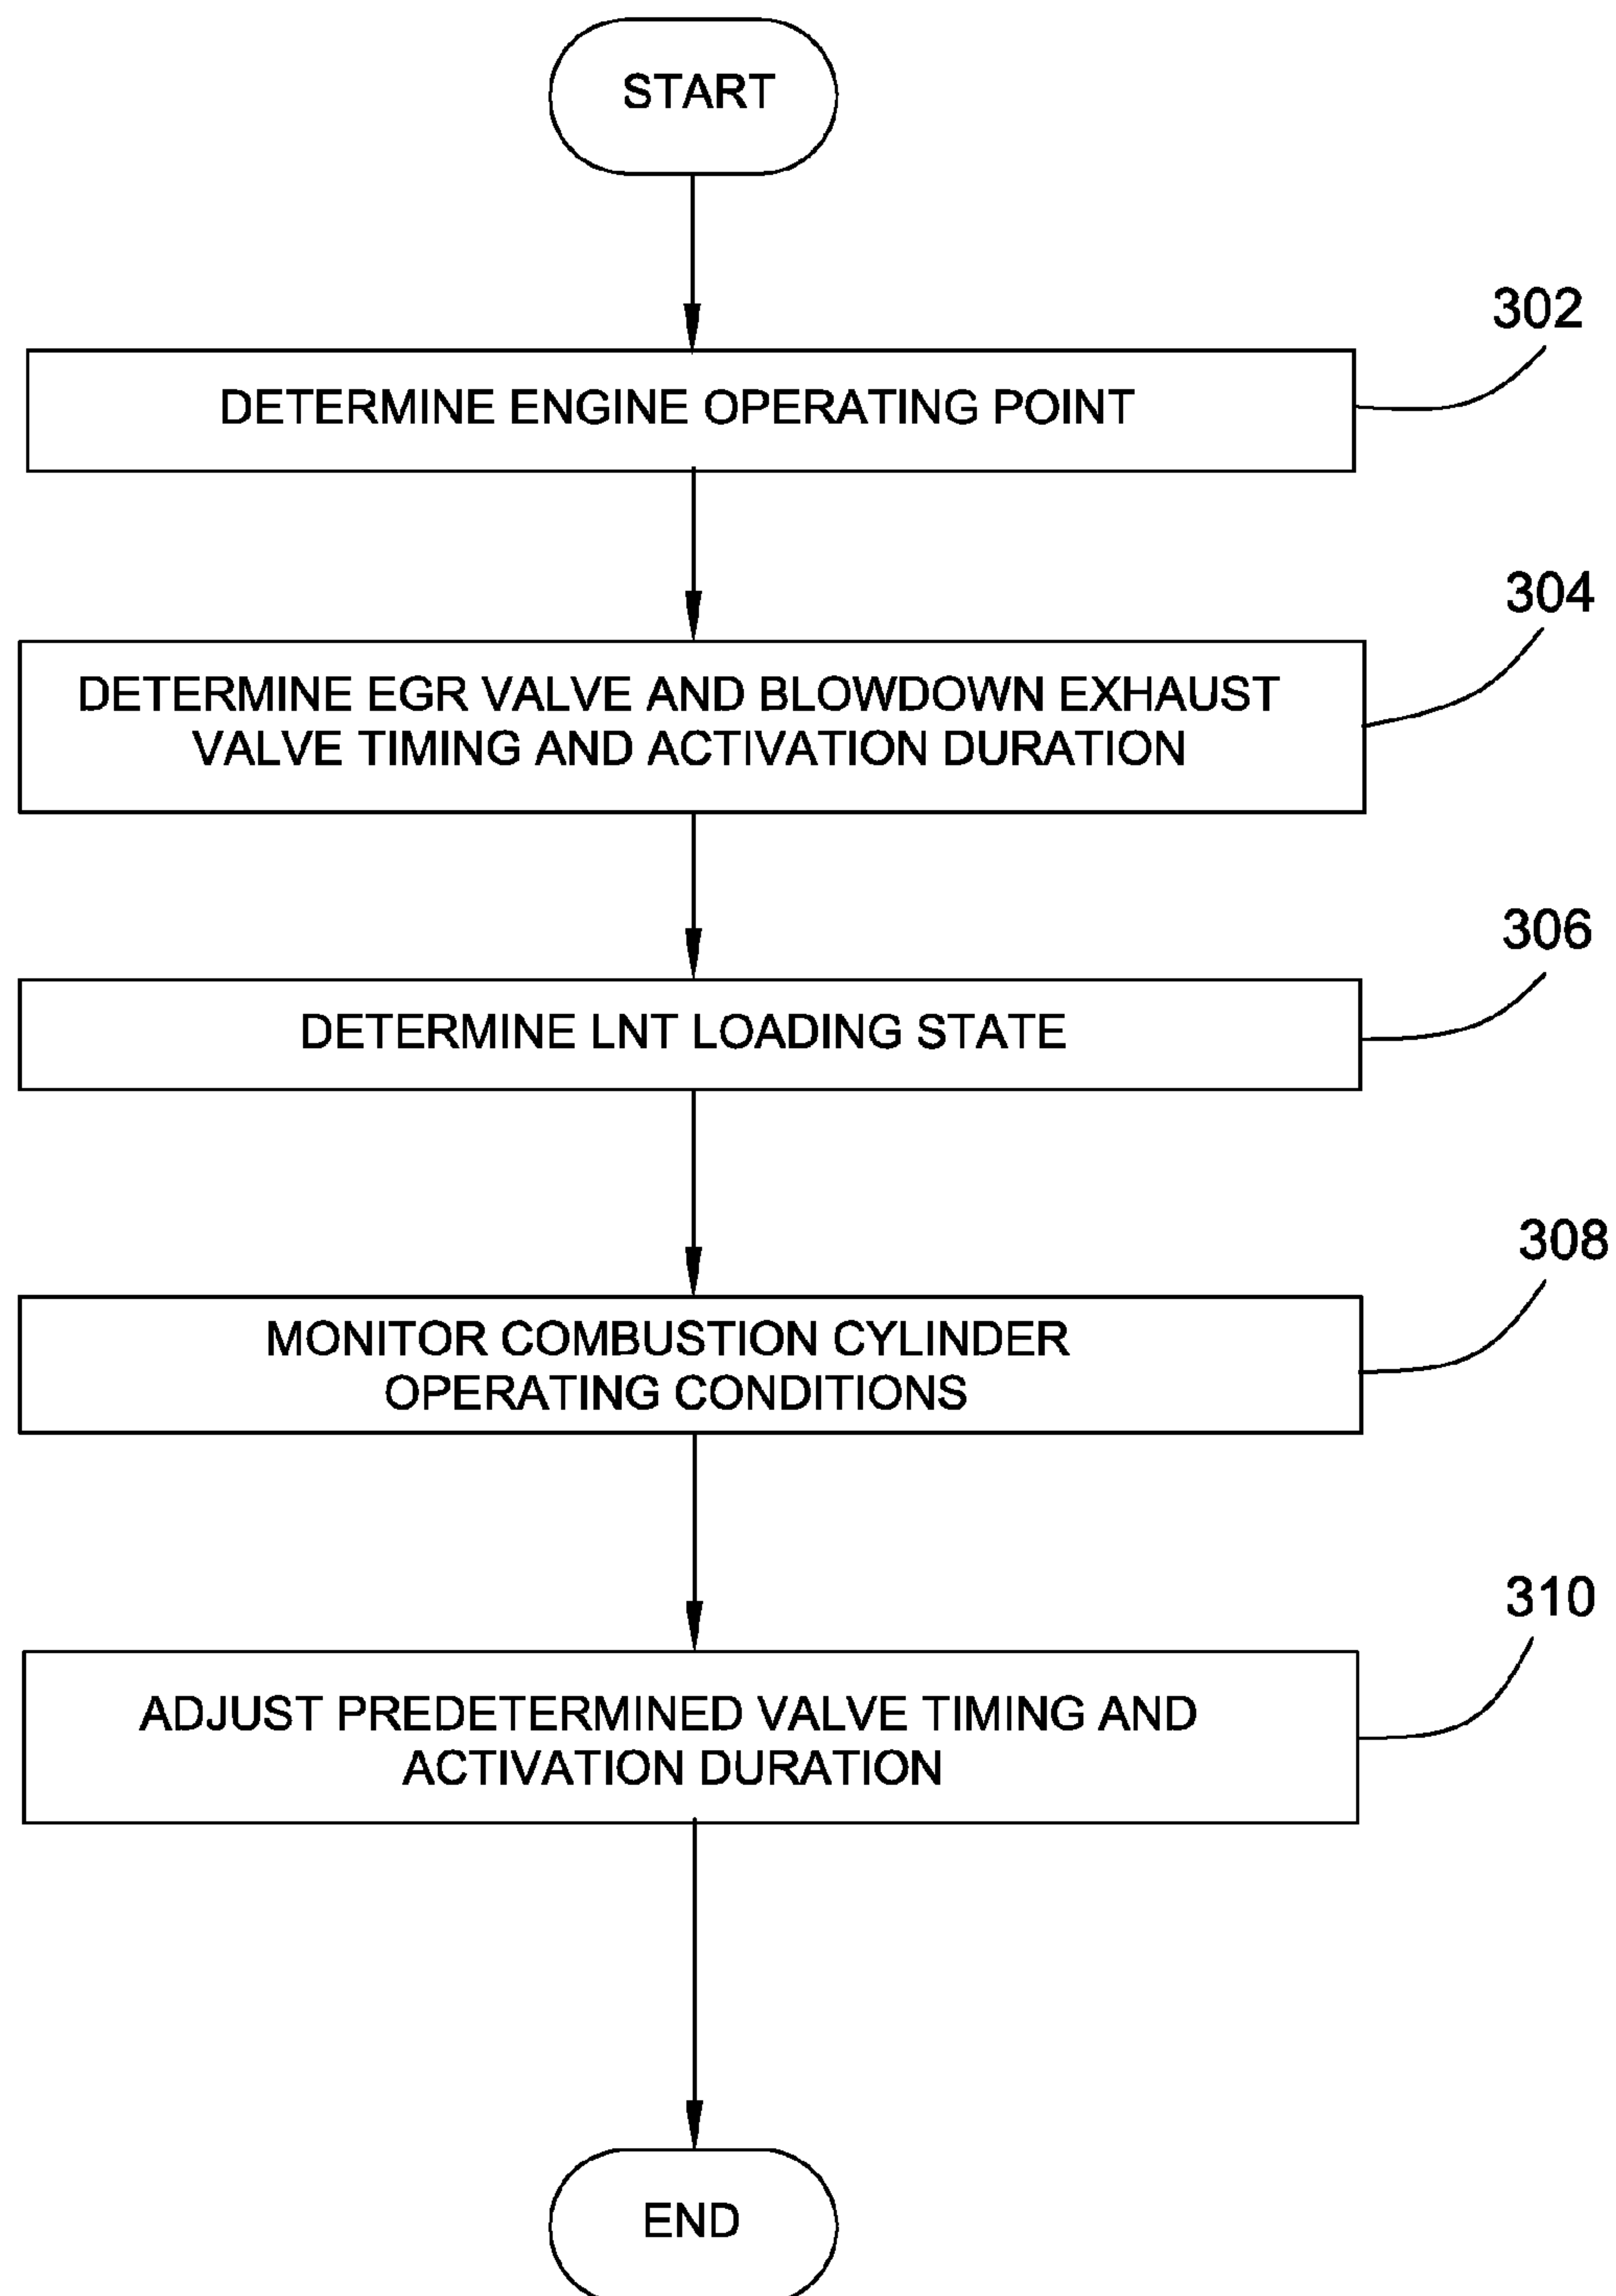 START
302
DETERMINE ENGINE OPERATING POINT
304
DETERMINE EGR VALVE AND BLOWDOWN EXHAUST
VALVE TIMING AND ACTIVATION DURATION
306
DETERMINE LNT LOADING STATE
308
MONITOR COMBUSTION CYLINDER
OPERATING CONDITIONS
310
ADJUST PREDETERMINED VALVE TIMING AND
ACTIVATION DURATION
END